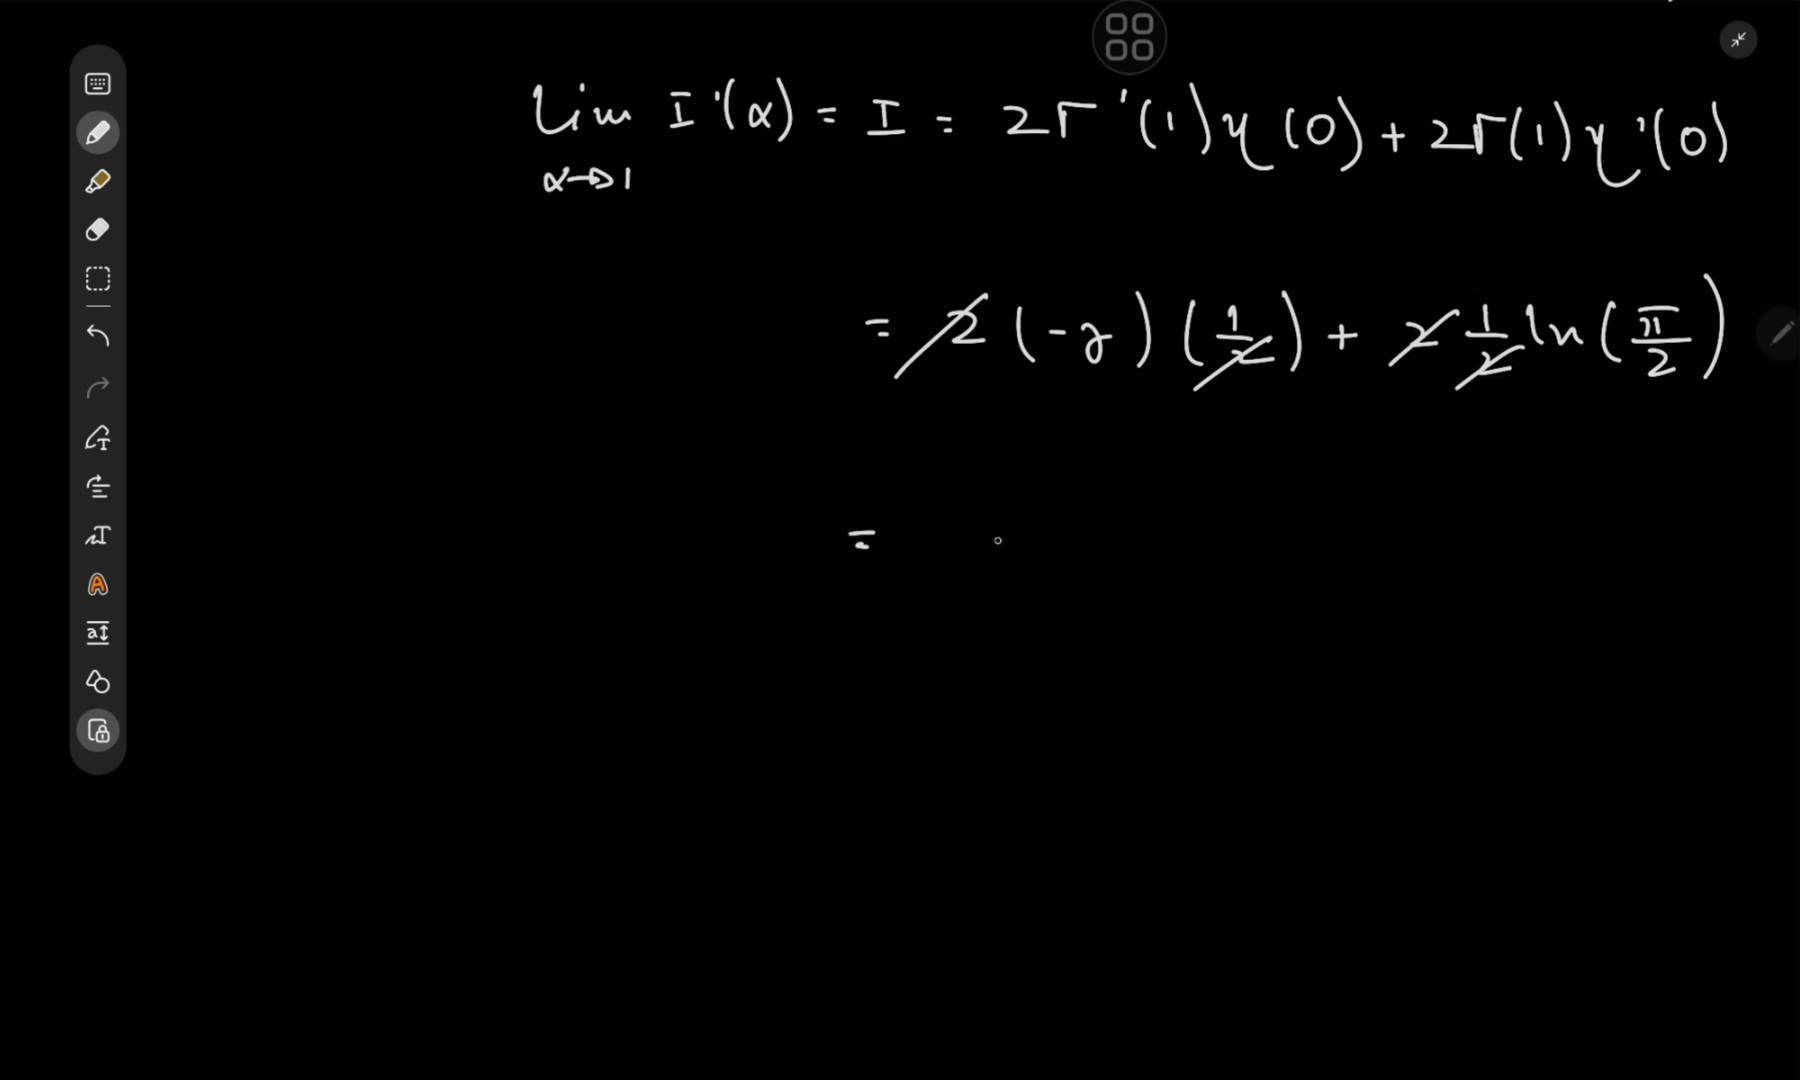 lim I'(α) = I = 2Γ'(1)η(0) + 2Γ(1)η'(0)
α→1
= 2(-γ)(1/2) + 2 1/2 ln(π/2)
=